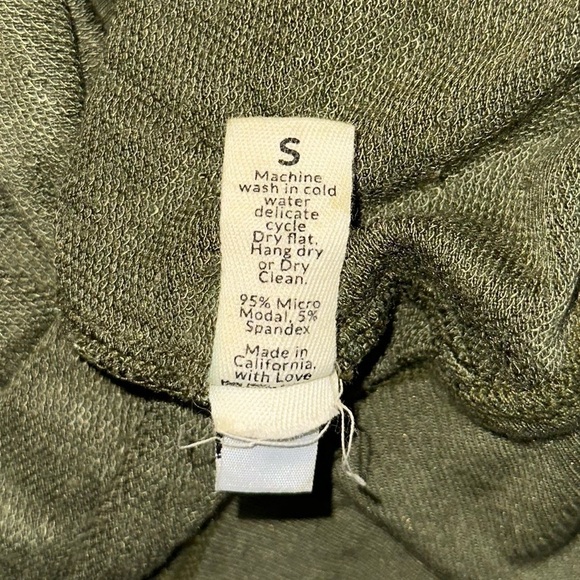 S
Machine
wash in cold
water
delicate
cycle
Dry flat.
Hang dry
or Dry
Clean.
95% Micro
Modal, 5%
Spandex
Made in
California,
with Love